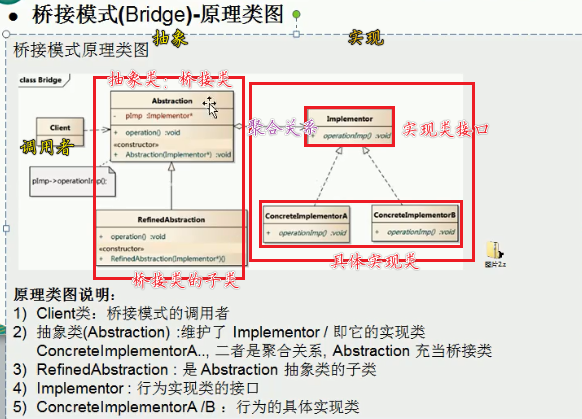 ● 桥接模式(Bridge)-原理类图
抽象
实现
桥接模式原理类图
class Bridge
抽象类：桥接类
Abstraction
- pImp :Implementor*
+ operation() :void
«constructor»
+ Abstraction(Implementor*) :void
Client
调用者
pImp->operationImp();
聚合关系
Implementor
+ operationImp() :void
实现类接口
RefinedAbstraction
+ operation() :void
«constructor»
+ RefinedAbstraction(Implementor*)()
桥接类的子类
ConcreteImplementorA
+ operationImp() :void
ConcreteImplementorB
+ operationImp() :void
具体实现类
图片2.z
原理类图说明：
1) Client类：桥接模式的调用者
2) 抽象类(Abstraction) :维护了 Implementor / 即它的实现类
ConcreteImplementorA.., 二者是聚合关系, Abstraction 充当桥接类
3) RefinedAbstraction : 是 Abstraction 抽象类的子类
4) Implementor : 行为实现类的接口
5) ConcreteImplementorA /B ：行为的具体实现类